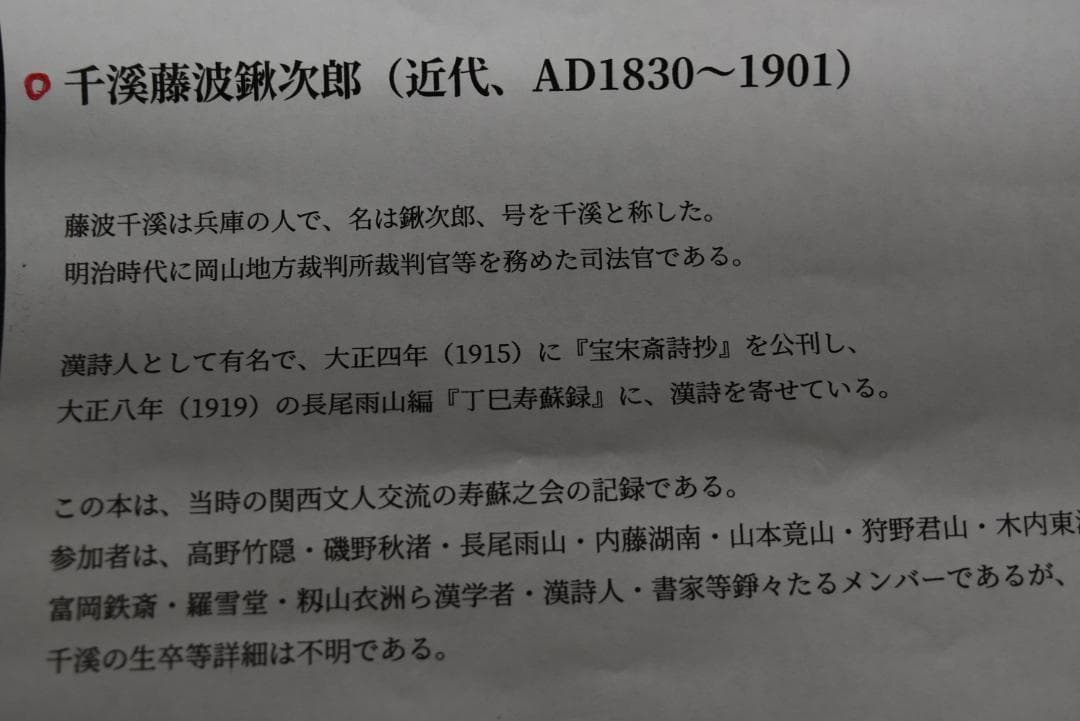 千溪藤波鍬次郎（近代、AD1830～1901）
藤波千溪は兵庫の人で、名は鍬次郎、号を千溪と称した。
明治時代に岡山地方裁判所裁判官等を務めた司法官である。
漢詩人として有名で、大正四年（1915）に『宝宋斎詩抄』を公刊し、
大正八年（1919）の長尾雨山編『丁巳寿蘇録』に、漢詩を寄せている。
この本は、当時の関西文人交流の寿蘇之会の記録である。
参加者は、高野竹隠・磯野秋渚・長尾雨山・内藤湖南・山本竟山・狩野君山・木内東
富岡鉄斎・羅雪堂・籾山衣洲ら漢学者・漢詩人・書家等錚々たるメンバーであるが、
千溪の生卒等詳細は不明である。